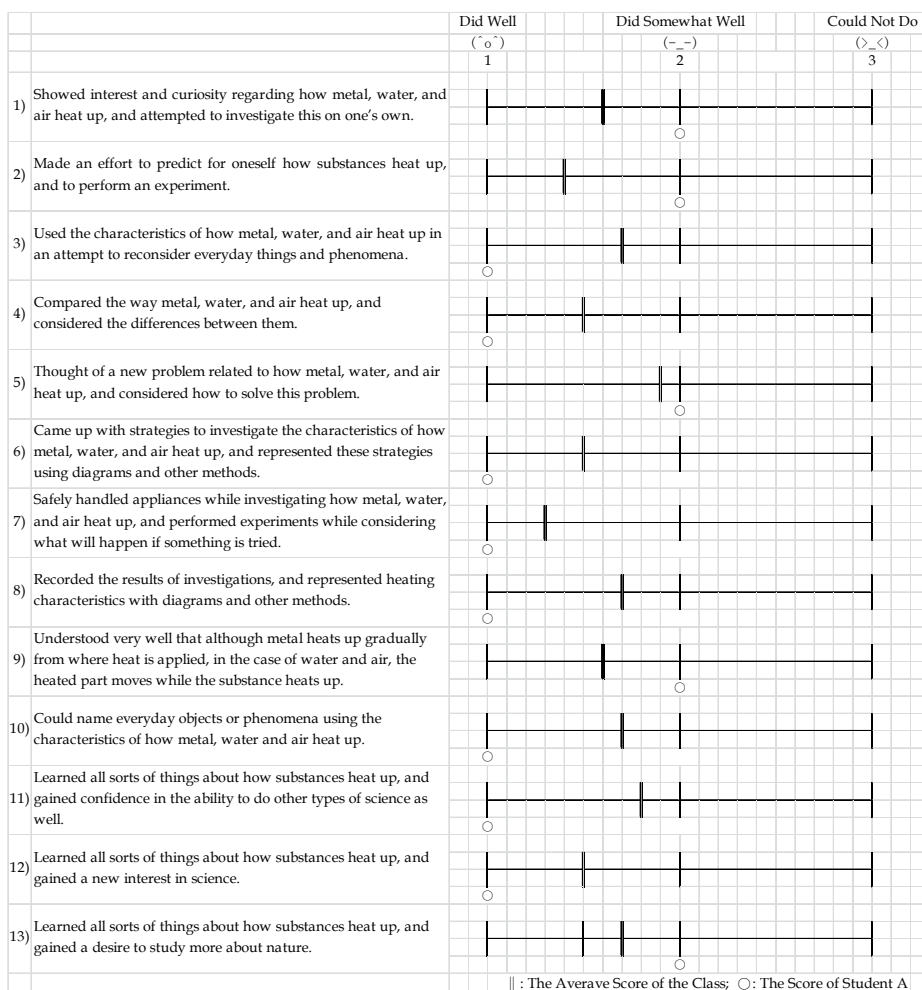 Did Well Did Somewhat Well Could Not Do
(^o^) (-_-) (>_<)
1 2 3
1) Showed interest and curiosity regarding how metal, water, and
air heat up, and attempted to investigate this on one's own.
2) Made an effort to predict for oneself how substances heat up,
and to perform an experiment.
3) Used the characteristics of how metal, water, and air heat up in
an attempt to reconsider everyday things and phenomena.
4) Compared the way metal, water, and air heat up, and
considered the differences between them.
5) Thought of a new problem related to how metal, water, and air
heat up, and considered how to solve this problem.
6) Came up with strategies to investigate the characteristics of how
metal, water, and air heat up, and represented these strategies
using diagrams and other methods.
7) Safely handled appliances while investigating how metal, water,
and air heat up, and performed experiments while considering
what will happen if something is tried.
8) Recorded the results of investigations, and represented heating
characteristics with diagrams and other methods.
9) Understood very well that although metal heats up gradually
from where heat is applied, in the case of water and air, the
heated part moves while the substance heats up.
10) Could name everyday objects or phenomena using the
characteristics of how metal, water and air heat up.
11) Learned all sorts of things about how substances heat up, and
gained confidence in the ability to do other types of science as
well.
12) Learned all sorts of things about how substances heat up, and
gained a new interest in science.
13) Learned all sorts of things about how substances heat up, and
gained a desire to study more about nature.
‖ : The Averave Score of the Class; ○: The Score of Student A